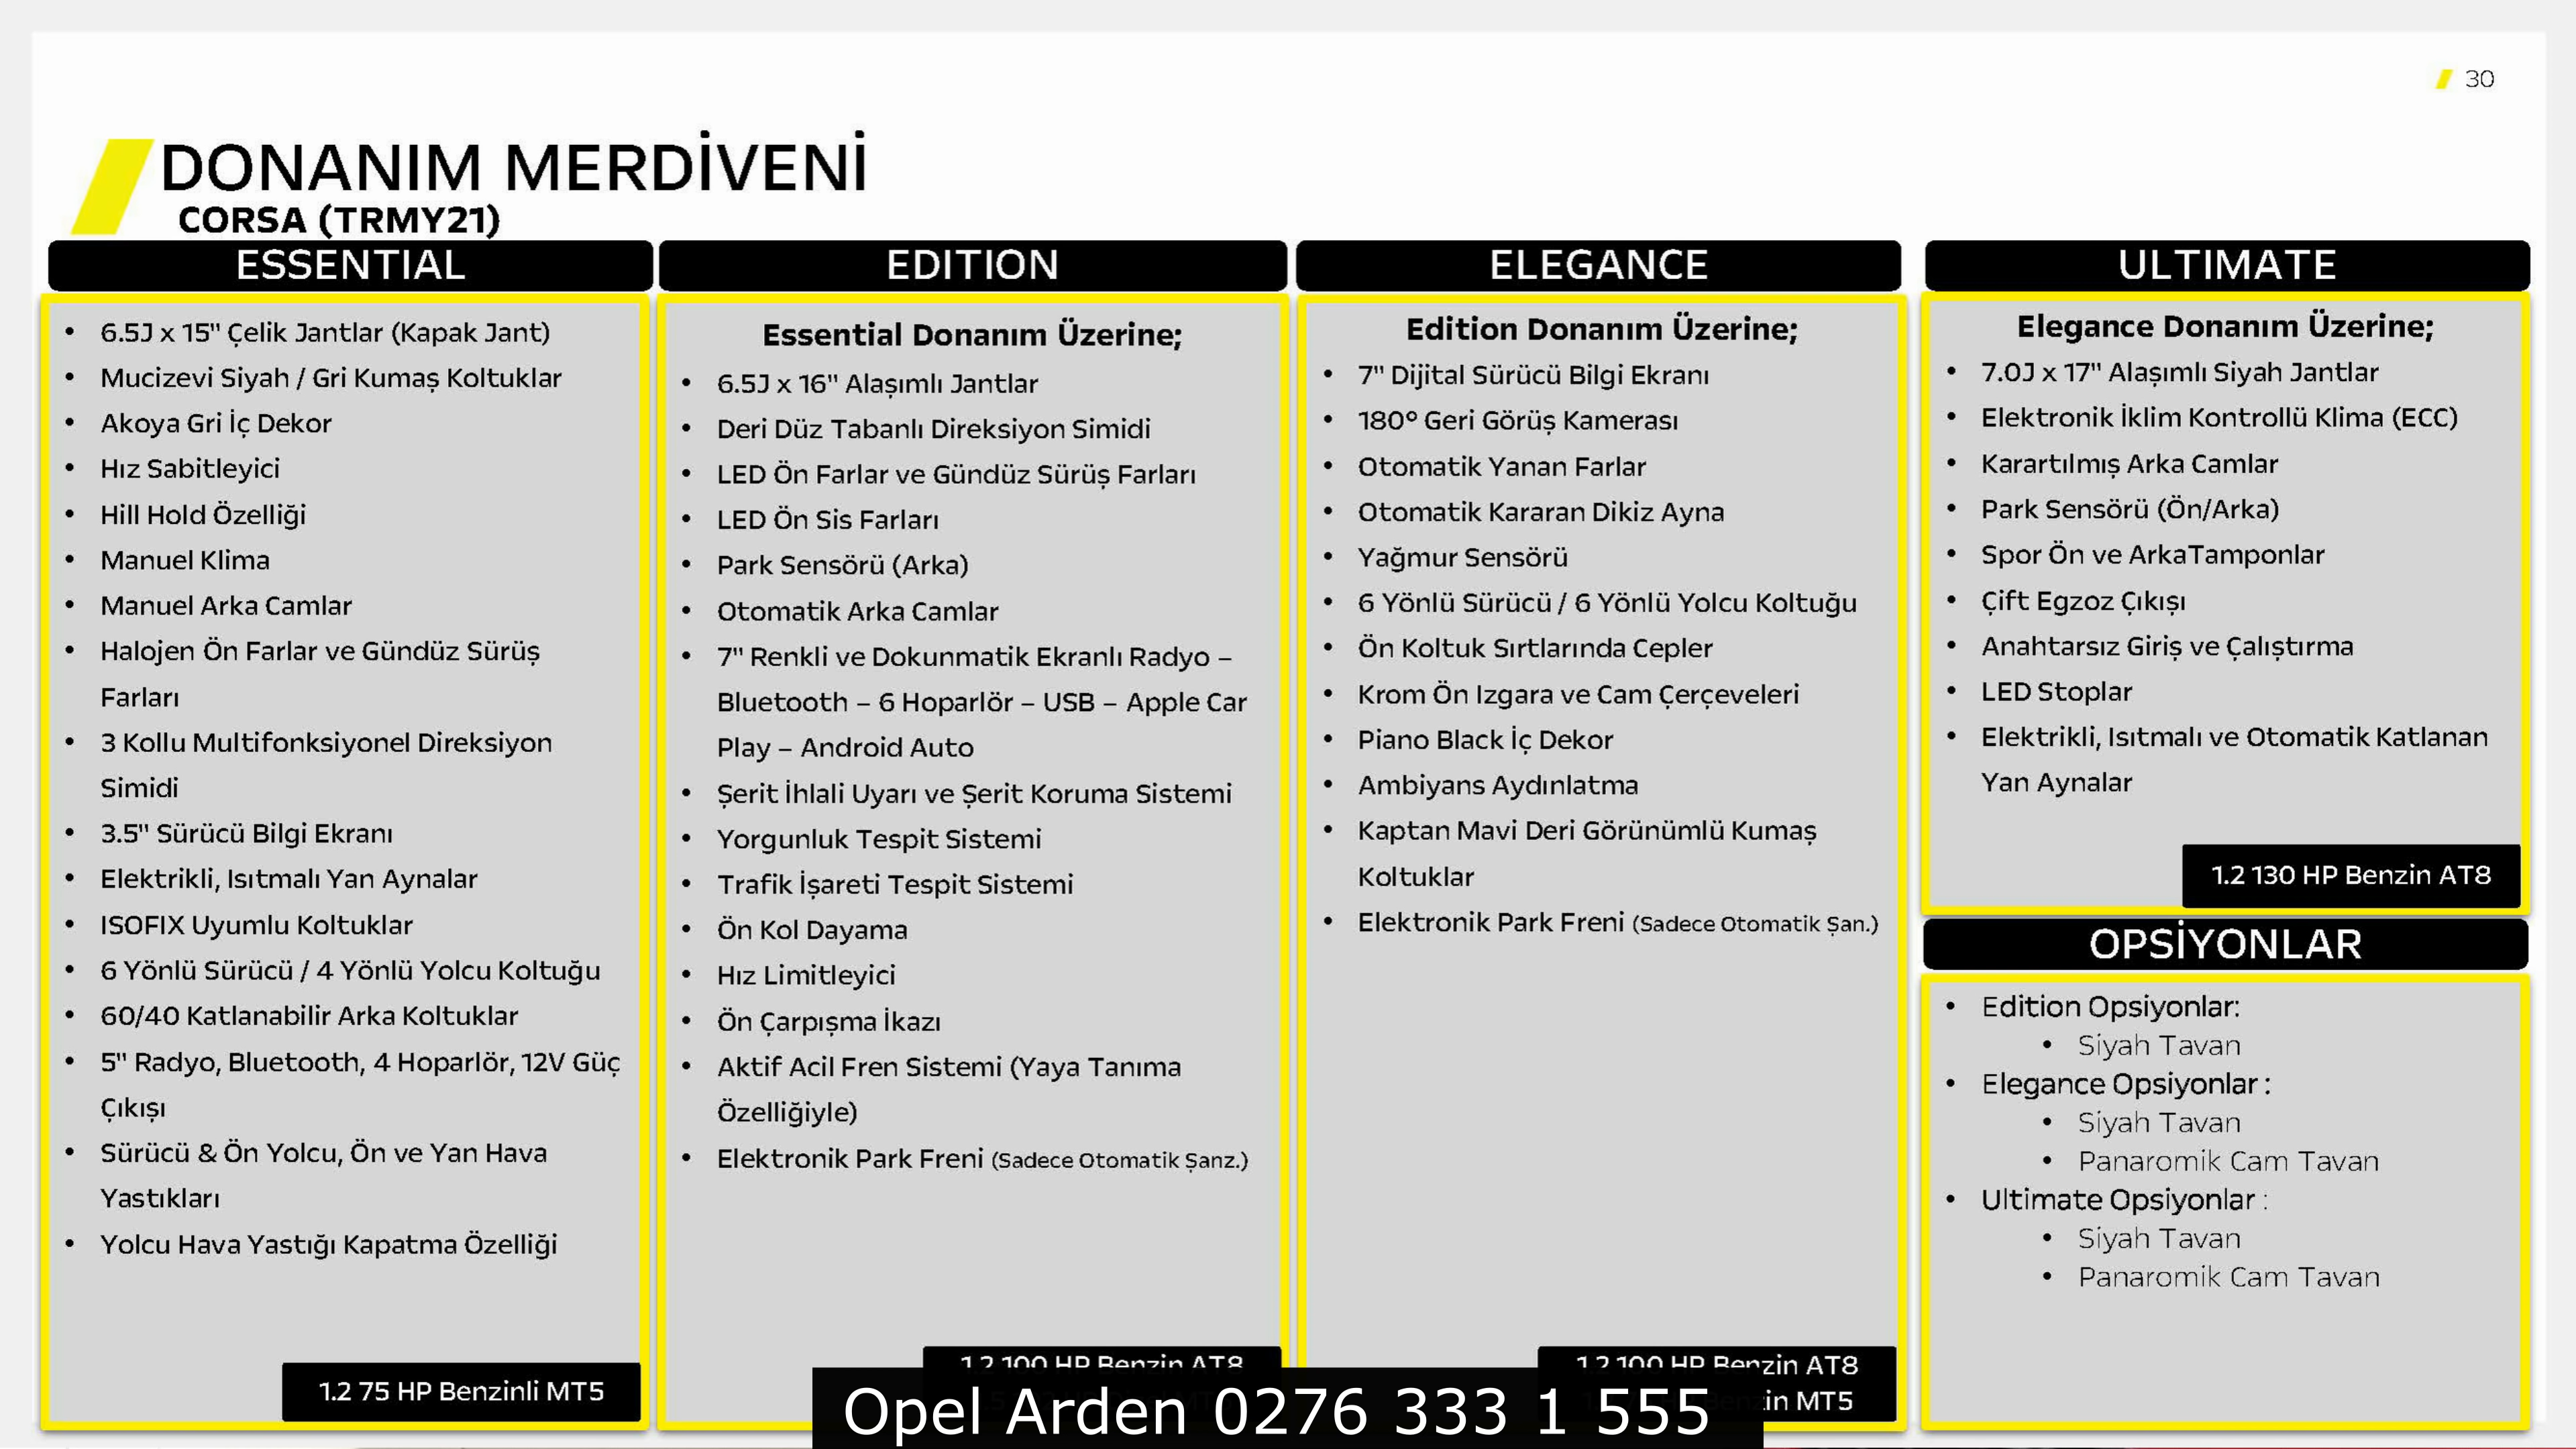 30
DONANIM MERDİVENİ
CORSA (TRMY21)
ESSENTIAL
• 6.5J x 15" Çelik Jantlar (Kapak Jant)
• Mucizevi Siyah / Gri Kumaş Koltuklar
• Akoya Gri İç Dekor
• Hız Sabitleyici
• Hill Hold Özelliği
• Manuel Klima
• Manuel Arka Camlar
• Halojen Ön Farlar ve Gündüz Sürüş
Farları
• 3 Kollu Multifonksiyonel Direksiyon
Simidi
• 3.5" Sürücü Bilgi Ekranı
• Elektrikli, Isıtmalı Yan Aynalar
• ISOFIX Uyumlu Koltuklar
• 6 Yönlü Sürücü / 4 Yönlü Yolcu Koltuğu
• 60/40 Katlanabilir Arka Koltuklar
• 5" Radyo, Bluetooth, 4 Hoparlör, 12V Güç
Çıkışı
• Sürücü & Ön Yolcu, Ön ve Yan Hava
Yastıkları
• Yolcu Hava Yastığı Kapatma Özelliği
1.2 75 HP Benzinli MT5
EDITION
Essential Donanım Üzerine;
• 6.5J x 16" Alaşımlı Jantlar
• Deri Düz Tabanlı Direksiyon Simidi
• LED Ön Farlar ve Gündüz Sürüş Farları
• LED Ön Sis Farları
• Park Sensörü (Arka)
• Otomatik Arka Camlar
• 7" Renkli ve Dokunmatik Ekranlı Radyo –
Bluetooth – 6 Hoparlör – USB – Apple Car
Play – Android Auto
• Şerit İhlali Uyarı ve Şerit Koruma Sistemi
• Yorgunluk Tespit Sistemi
• Trafik İşareti Tespit Sistemi
• Ön Kol Dayama
• Hız Limitleyici
• Ön Çarpışma İkazı
• Aktif Acil Fren Sistemi (Yaya Tanıma
Özelliğiyle)
• Elektronik Park Freni (Sadece Otomatik Şanz.)
1.2 100 HP Benzin AT8
ELEGANCE
Edition Donanım Üzerine;
• 7" Dijital Sürücü Bilgi Ekranı
• 180° Geri Görüş Kamerası
• Otomatik Yanan Farlar
• Otomatik Kararan Dikiz Ayna
• Yağmur Sensörü
• 6 Yönlü Sürücü / 6 Yönlü Yolcu Koltuğu
• Ön Koltuk Sırtlarında Cepler
• Krom Ön Izgara ve Cam Çerçeveleri
• Piano Black İç Dekor
• Ambiyans Aydınlatma
• Kaptan Mavi Deri Görünümlü Kumaş
Koltuklar
• Elektronik Park Freni (Sadece Otomatik Şan.)
1.2 100 HP Benzin AT8
MT5
ULTIMATE
Elegance Donanım Üzerine;
• 7.0J x 17" Alaşımlı Siyah Jantlar
• Elektronik İklim Kontrollü Klima (ECC)
• Karartılmış Arka Camlar
• Park Sensörü (Ön/Arka)
• Spor Ön ve ArkaTamponlar
• Çift Egzoz Çıkışı
• Anahtarsız Giriş ve Çalıştırma
• LED Stoplar
• Elektrikli, Isıtmalı ve Otomatik Katlanan
Yan Aynalar
1.2 130 HP Benzin AT8
OPSİYONLAR
• Edition Opsiyonlar:
• Siyah Tavan
• Elegance Opsiyonlar :
• Siyah Tavan
• Panaromik Cam Tavan
• Ultimate Opsiyonlar :
• Siyah Tavan
• Panaromik Cam Tavan
Opel Arden 0276 333 1 555